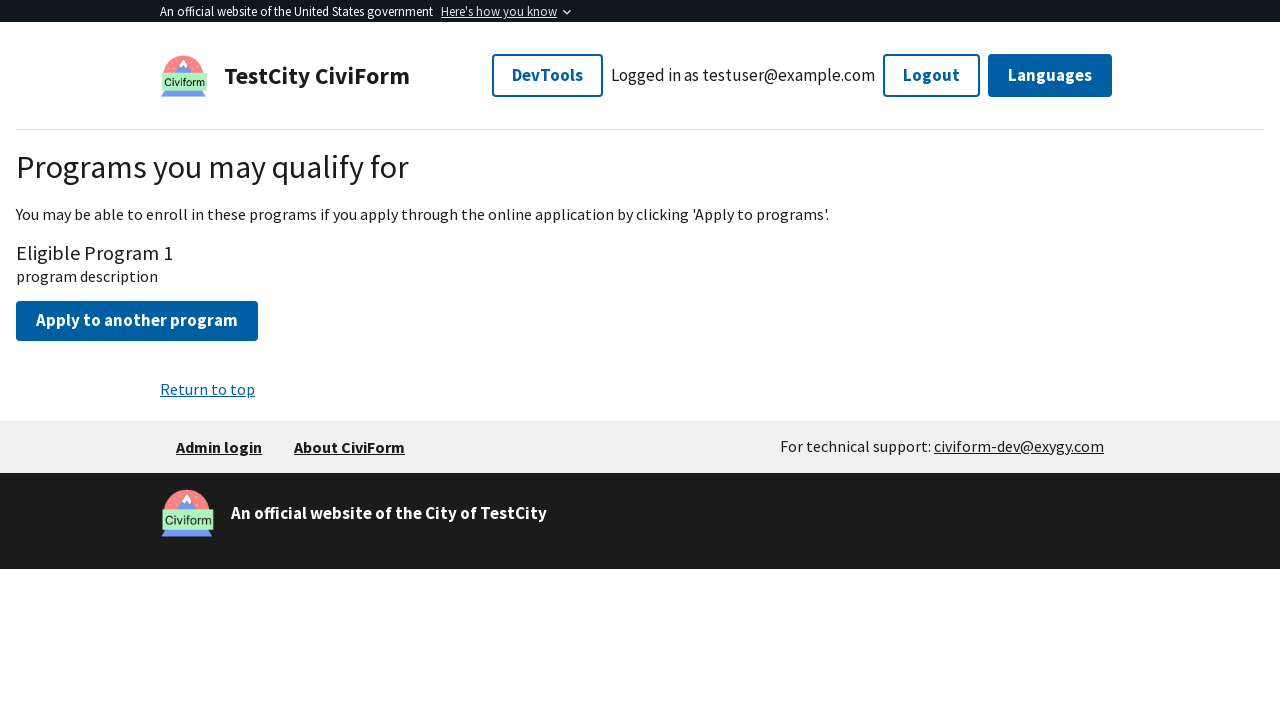 An official website of the United States government Here's how you know
Civiform
TestCity CiviForm
DevTools
Logged in as testuser@example.com
Logout
Languages
Programs you may qualify for
You may be able to enroll in these programs if you apply through the online application by clicking 'Apply to programs'.
Eligible Program 1
program description
Apply to another program
Return to top
Admin login
About CiviForm
For technical support: civiform-dev@exygy.com
Civiform
An official website of the City of TestCity